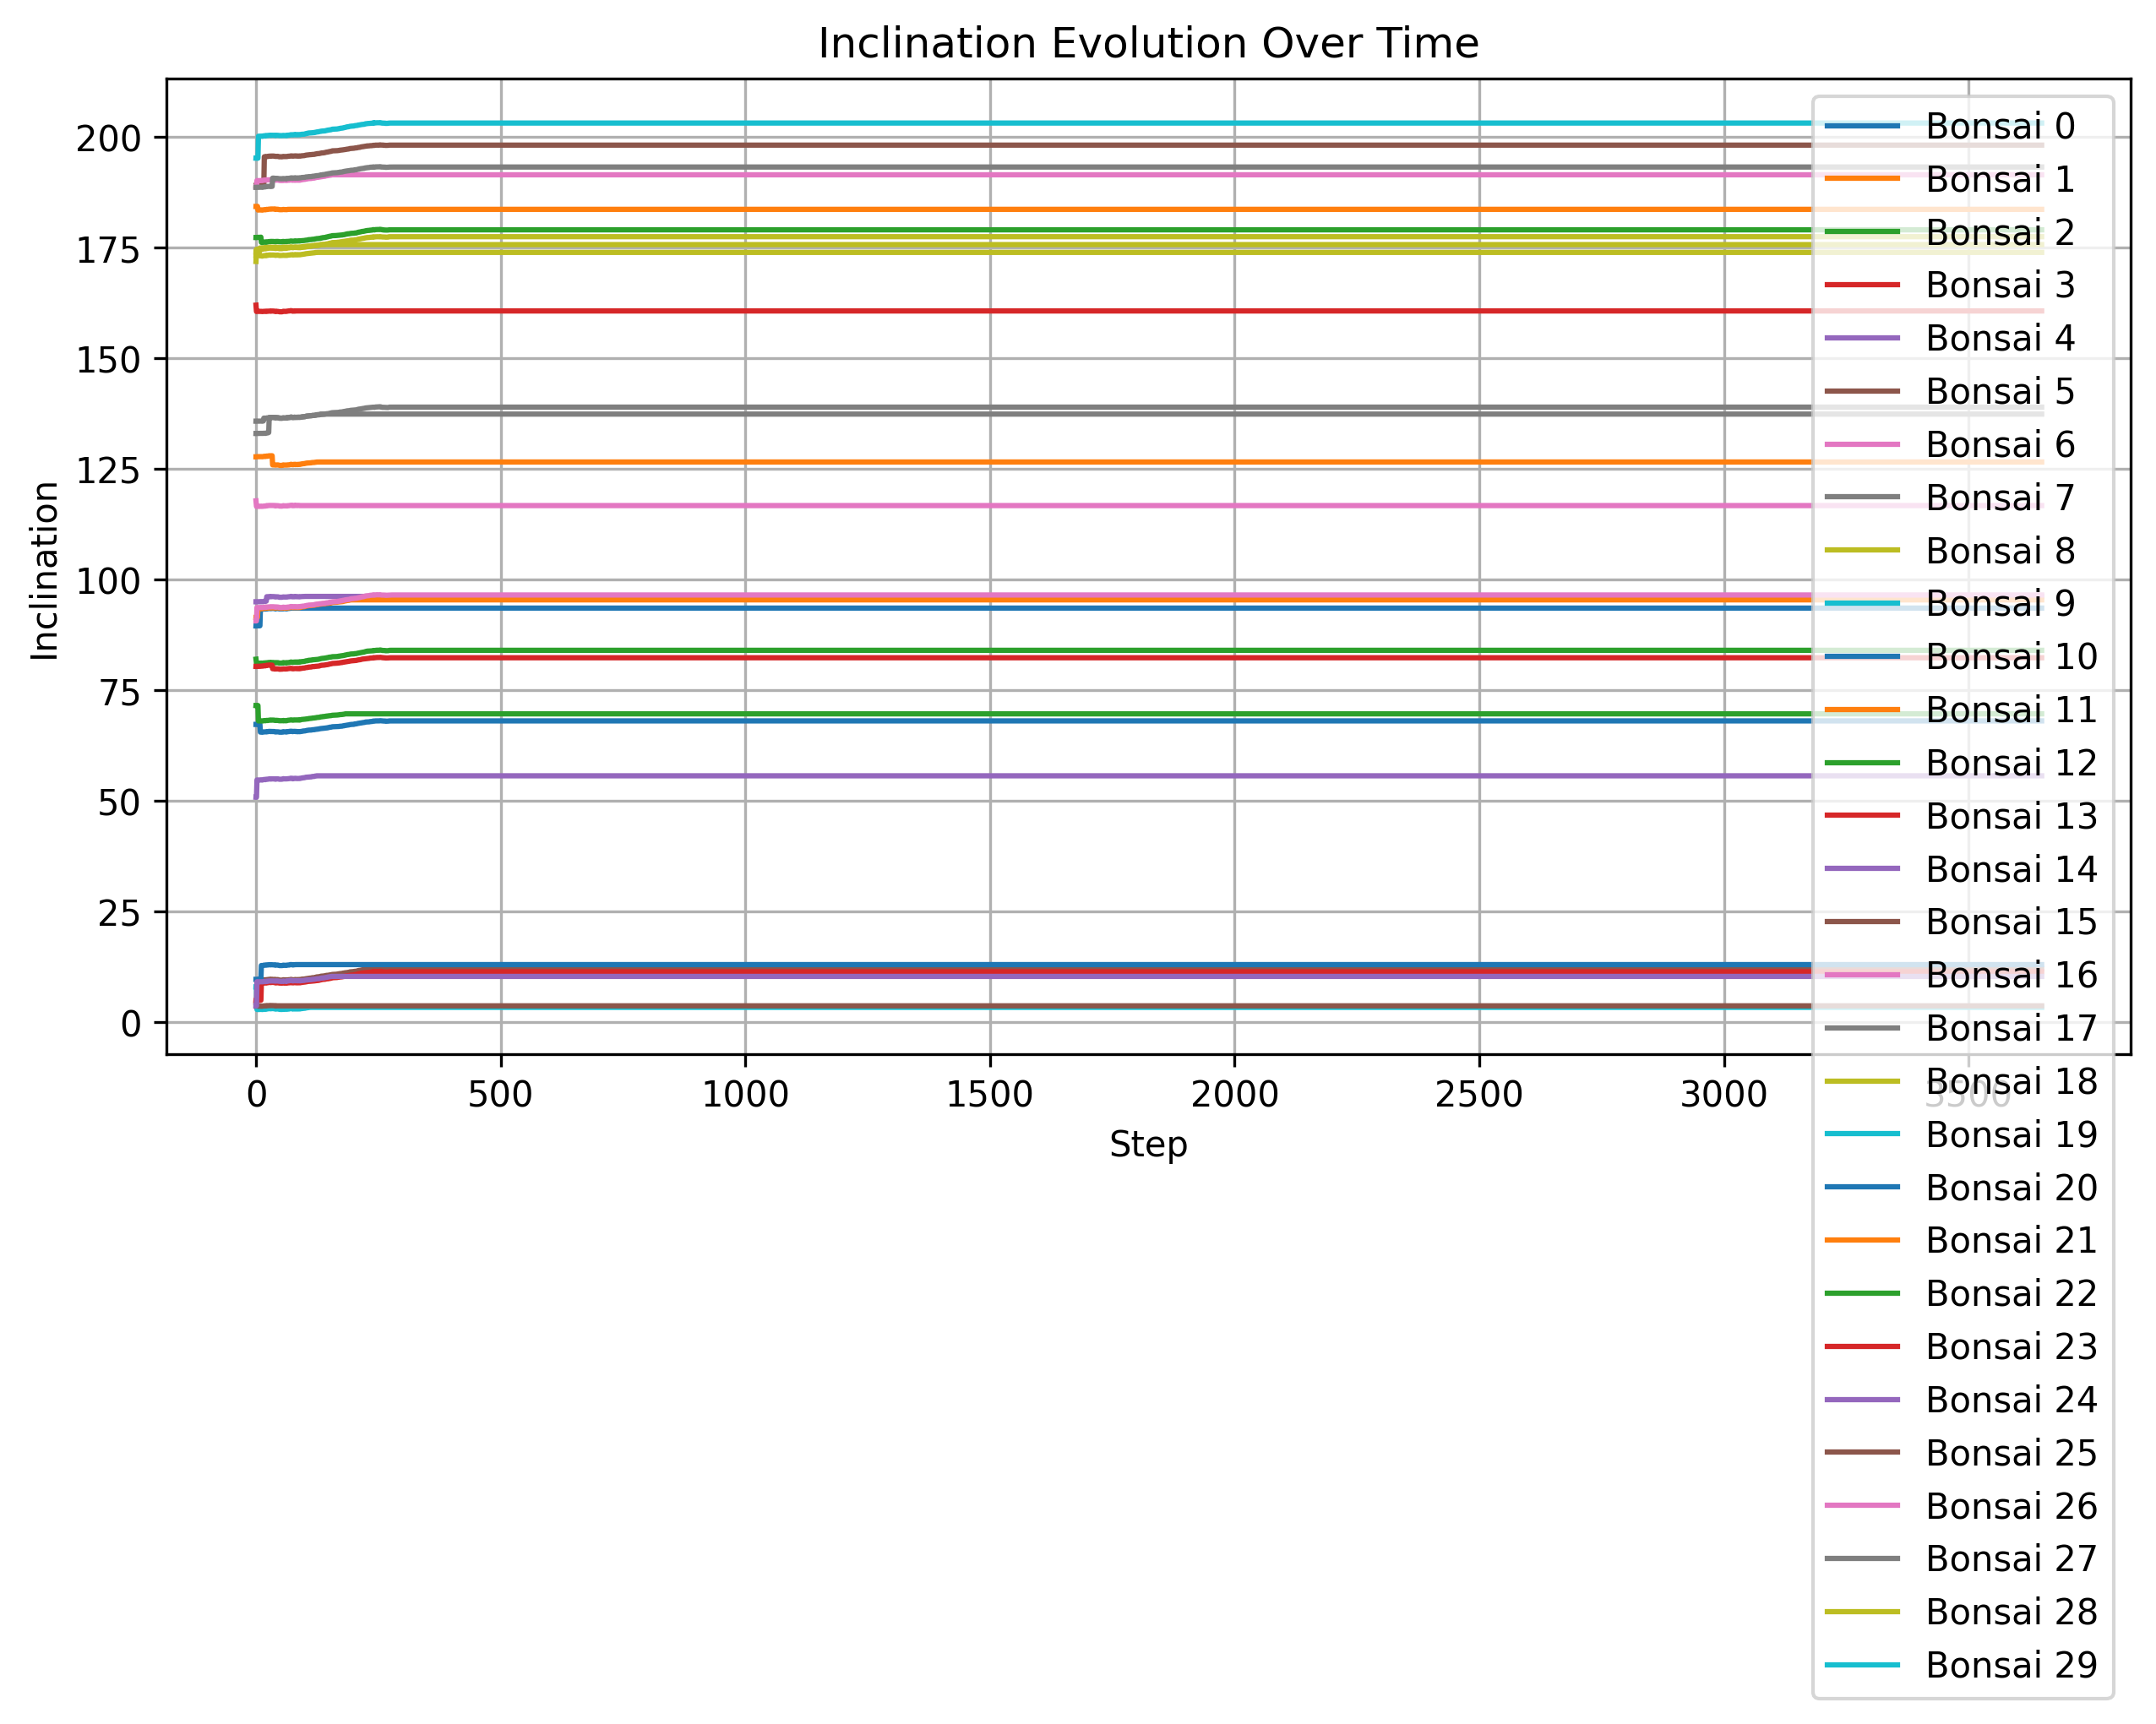 Inclination Evolution Over Time
Inclination
200
175
150
125
100
75
50
25
0
0 500 1000 1500 2000 2500 3000 3500
Step
Bonsai 0
Bonsai 1
Bonsai 2
Bonsai 3
Bonsai 4
Bonsai 5
Bonsai 6
Bonsai 7
Bonsai 8
Bonsai 9
Bonsai 10
Bonsai 11
Bonsai 12
Bonsai 13
Bonsai 14
Bonsai 15
Bonsai 16
Bonsai 17
Bonsai 18
Bonsai 19
Bonsai 20
Bonsai 21
Bonsai 22
Bonsai 23
Bonsai 24
Bonsai 25
Bonsai 26
Bonsai 27
Bonsai 28
Bonsai 29